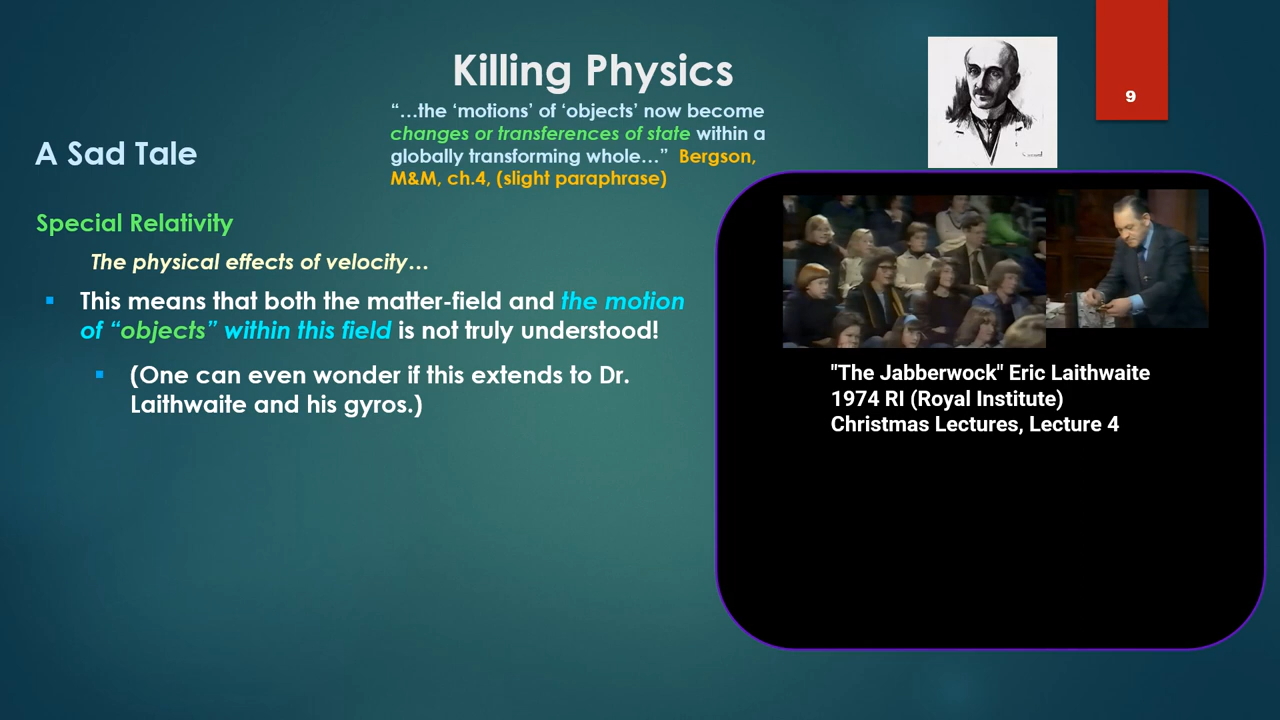 Killing Physics
9
“…the ‘motions’ of ‘objects’ now become
changes or transferences of state within a
globally transforming whole…” Bergson,
M&M, ch.4, (slight paraphrase)
A Sad Tale
Special Relativity
The physical effects of velocity…
▪ This means that both the matter-field and the motion
of “objects” within this field is not truly understood!
▪ (One can even wonder if this extends to Dr.
Laithwaite and his gyros.)
"The Jabberwock" Eric Laithwaite
1974 RI (Royal Institute)
Christmas Lectures, Lecture 4